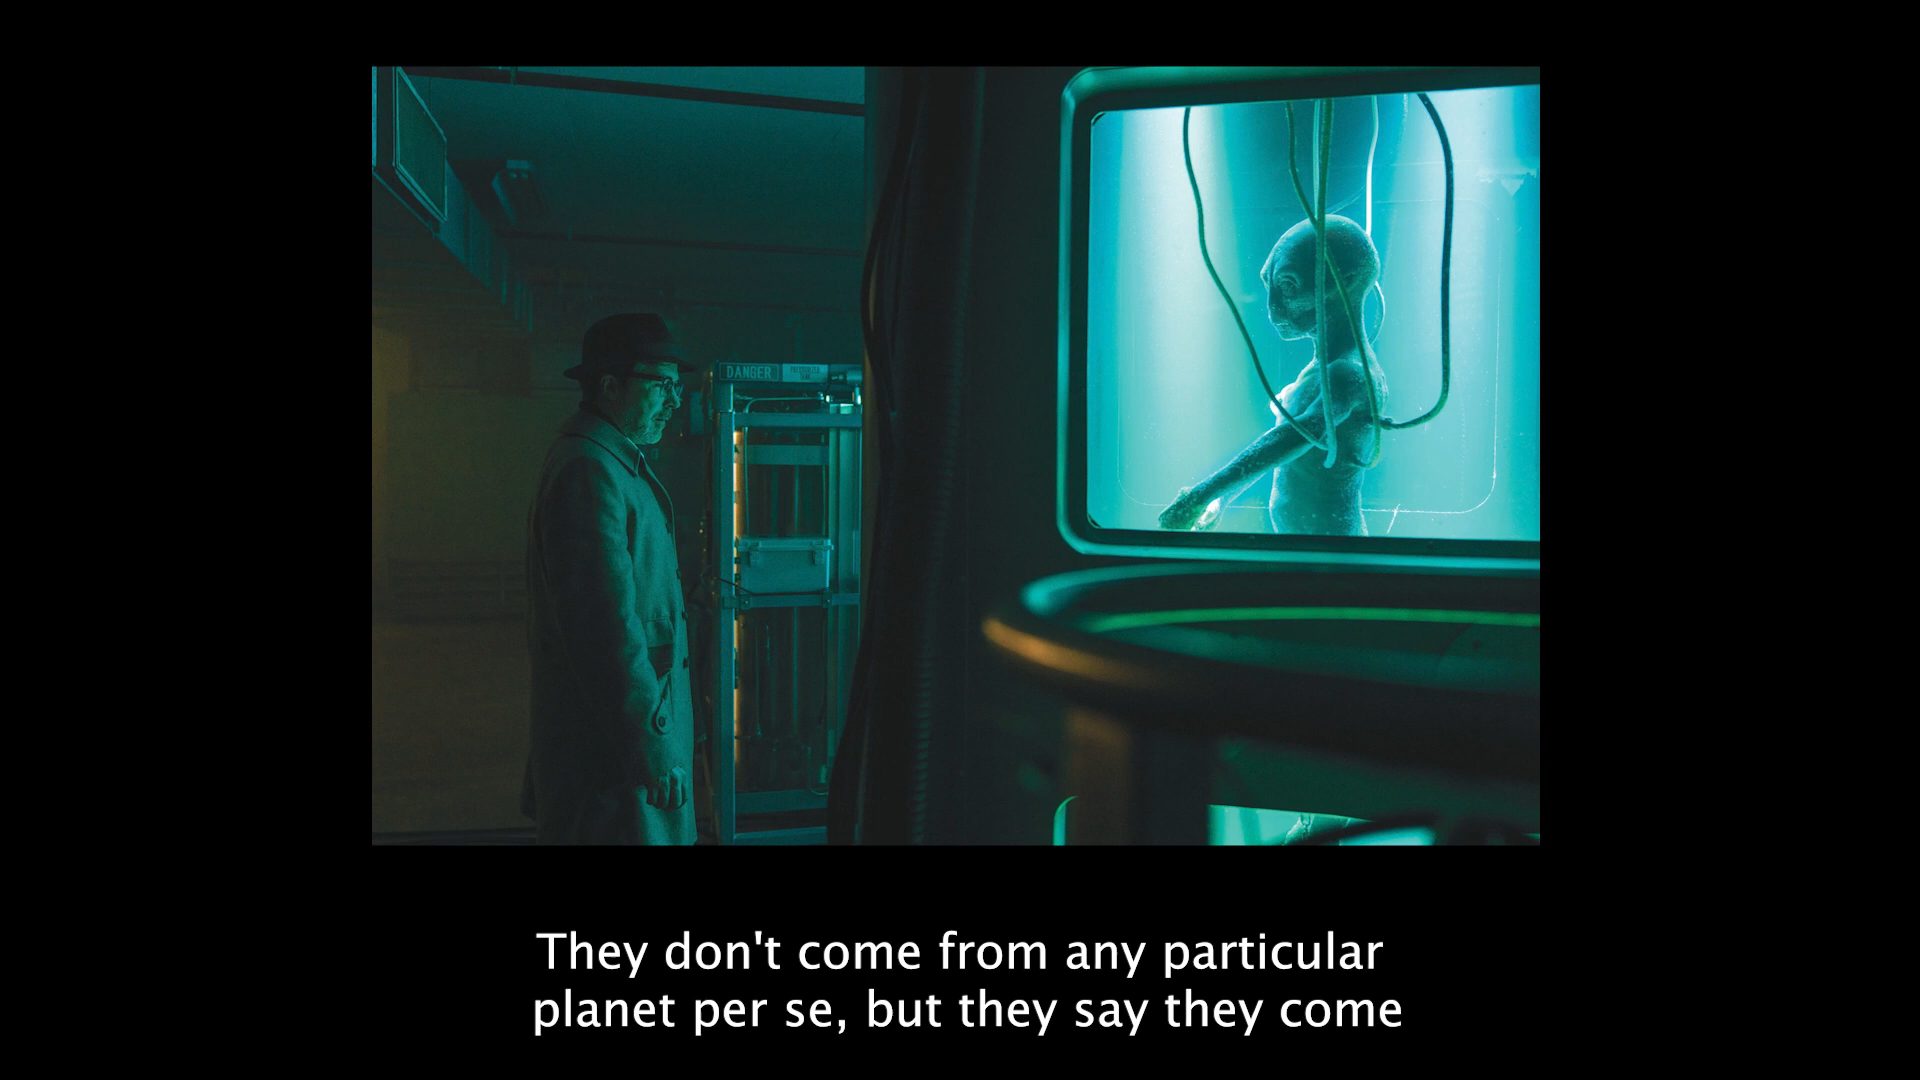 DANGER
They don't come from any particular
planet per se, but they say they come